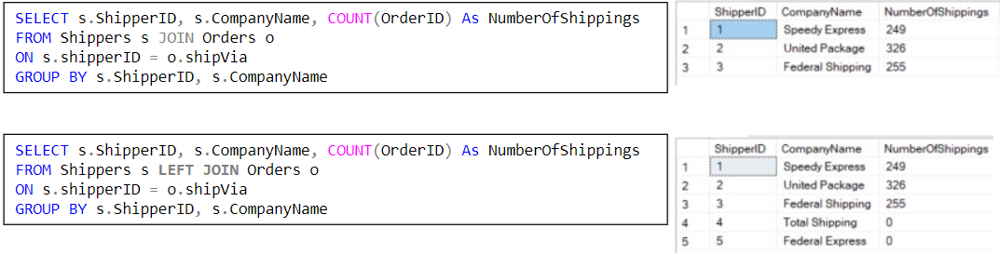 SELECT s.ShipperID, s.CompanyName, COUNT(OrderID) As NumberOfShippings
FROM Shippers s JOIN Orders o
ON s.shipperID = o.shipVia
GROUP BY s.ShipperID, s.CompanyName
ShipperID CompanyName NumberOfShippings
1 1 Speedy Express 249
2 2 United Package 326
3 3 Federal Shipping 255
SELECT s.ShipperID, s.CompanyName, COUNT(OrderID) As NumberOfShippings
FROM Shippers s LEFT JOIN Orders o
ON s.shipperID = o.shipVia
GROUP BY s.ShipperID, s.CompanyName
ShipperID CompanyName NumberOfShippings
1 1 Speedy Express 249
2 2 United Package 326
3 3 Federal Shipping 255
4 4 Total Shipping 0
5 5 Federal Express 0